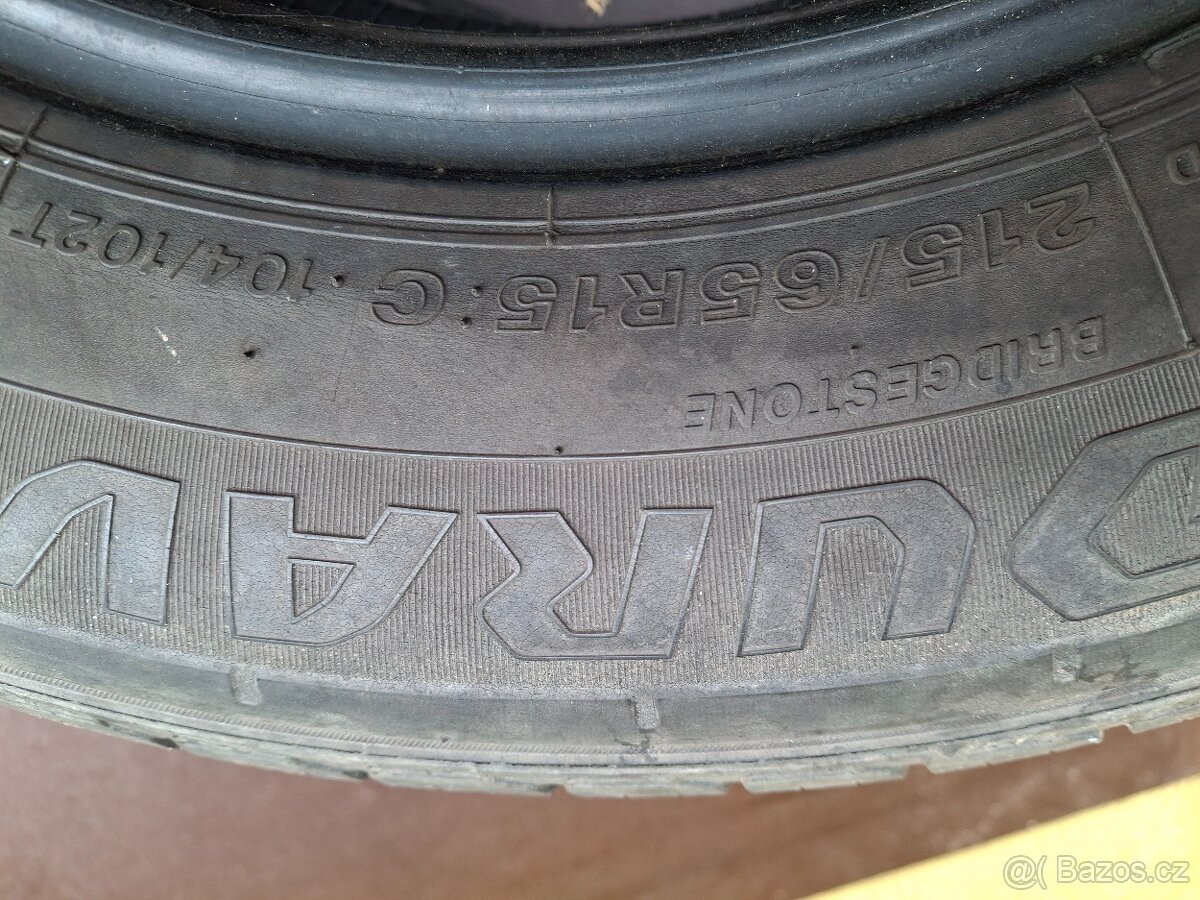 215/65R15 C 104/102T
BRIDGESTONE
DURAV
@( Bazos.cz